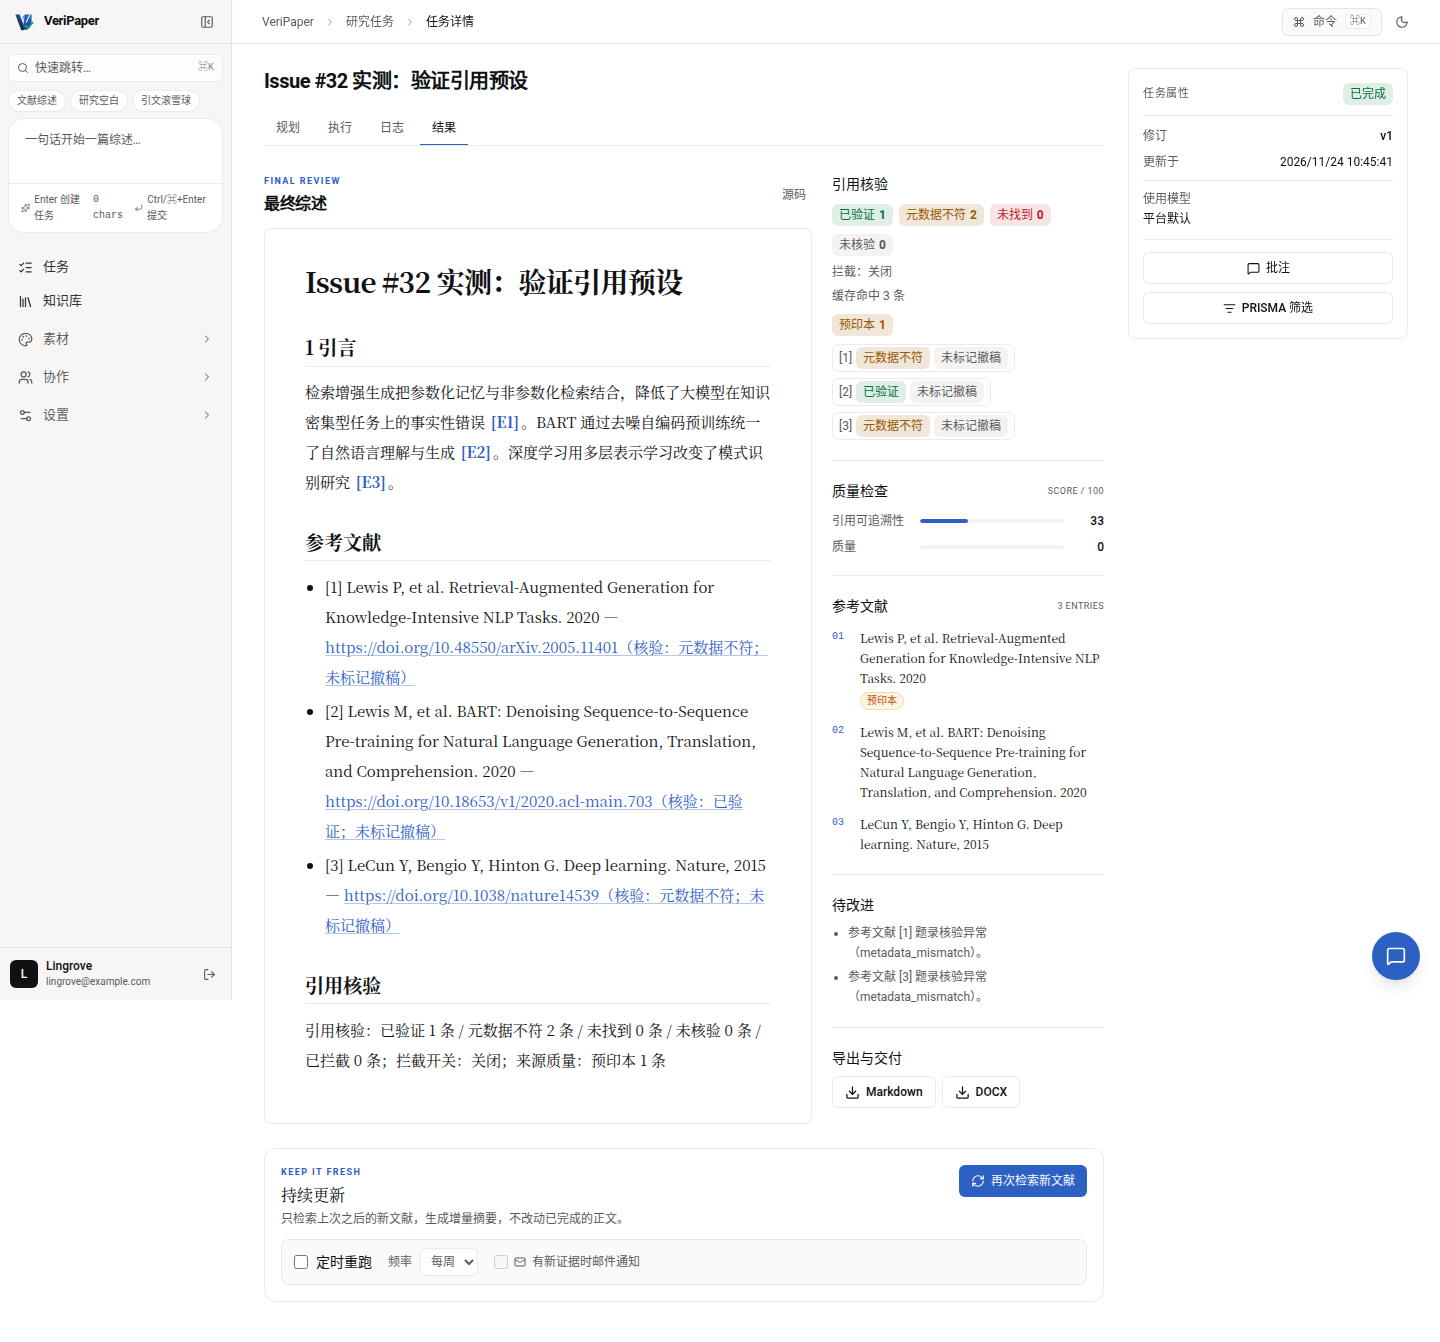 VeriPaper
快速跳转... ⌘K
文献综述 研究空白 引文滚雪球
一句话开始一篇综述...
Enter 创建任务
0 chars
Ctrl/⌘+Enter 提交
任务
知识库
素材
协作
设置
L
Lingrove
lingrove@example.com
VeriPaper > 研究任务 > 任务详情
⌘ 命令 ⌘K
Issue #32 实测：验证引用预设
规划 执行 日志 结果
FINAL REVIEW
最终综述
源码
Issue #32 实测：验证引用预设
1 引言
检索增强生成把参数化记忆与非参数化检索结合，降低了大模型在知识
密集型任务上的事实性错误 [E1]。BART 通过去噪自编码预训练统一
了自然语言理解与生成 [E2]。深度学习用多层表示学习改变了模式识
别研究 [E3]。
参考文献
[1] Lewis P, et al. Retrieval-Augmented Generation for
Knowledge-Intensive NLP Tasks. 2020 —
https://doi.org/10.48550/arXiv.2005.11401（核验：元数据不符；
未标记撤稿）
[2] Lewis M, et al. BART: Denoising Sequence-to-Sequence
Pre-training for Natural Language Generation, Translation,
and Comprehension. 2020 —
https://doi.org/10.18653/v1/2020.acl-main.703（核验：已验
证；未标记撤稿）
[3] LeCun Y, Bengio Y, Hinton G. Deep learning. Nature, 2015
— https://doi.org/10.1038/nature14539（核验：元数据不符；未
标记撤稿）
引用核验
引用核验：已验证 1 条 / 元数据不符 2 条 / 未找到 0 条 / 未核验 0 条 /
已拦截 0 条；拦截开关：关闭；来源质量：预印本 1 条
引用核验
已验证 1 元数据不符 2 未找到 0
未核验 0
拦截：关闭
缓存命中 3 条
预印本 1
[1] 元数据不符 未标记撤稿
[2] 已验证 未标记撤稿
[3] 元数据不符 未标记撤稿
质量检查 SCORE / 100
引用可追溯性 33
质量 0
参考文献 3 ENTRIES
01 Lewis P, et al. Retrieval-Augmented
Generation for Knowledge-Intensive NLP
Tasks. 2020
预印本
02 Lewis M, et al. BART: Denoising
Sequence-to-Sequence Pre-training for
Natural Language Generation,
Translation, and Comprehension. 2020
03 LeCun Y, Bengio Y, Hinton G. Deep
learning. Nature, 2015
待改进
参考文献 [1] 题录核验异常
（metadata_mismatch）。
参考文献 [3] 题录核验异常
（metadata_mismatch）。
导出与交付
Markdown DOCX
KEEP IT FRESH
持续更新
只检索上次之后的新文献，生成增量摘要，不改动已完成的正文。
再次检索新文献
定时重跑 频率 每周 有新证据时邮件通知
任务属性 已完成
修订 v1
更新于 2026/11/24 10:45:41
使用模型
平台默认
批注
PRISMA 筛选